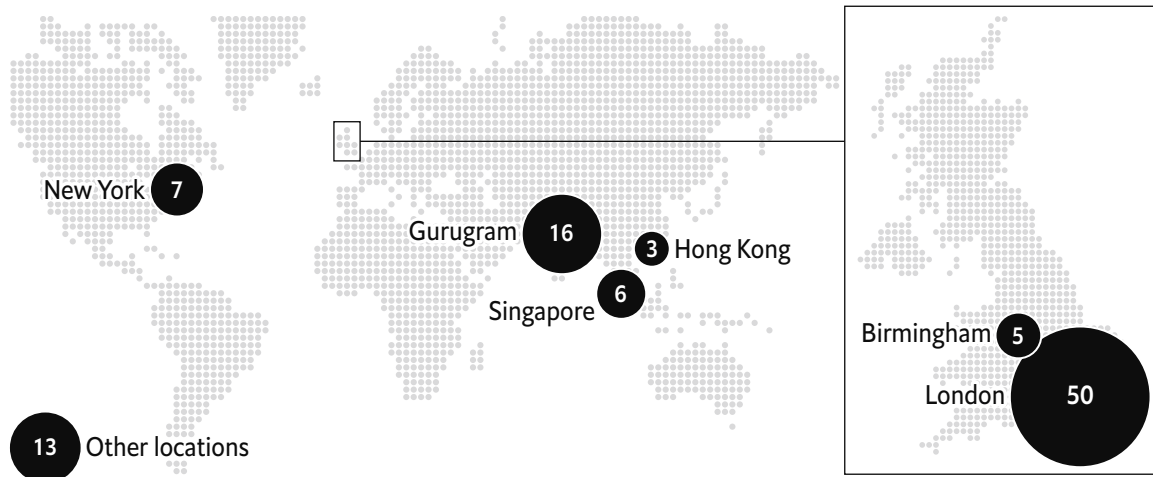 New York 7
Gurugram 16
3 Hong Kong
Singapore 6
Birmingham 5
London 50
13 Other locations